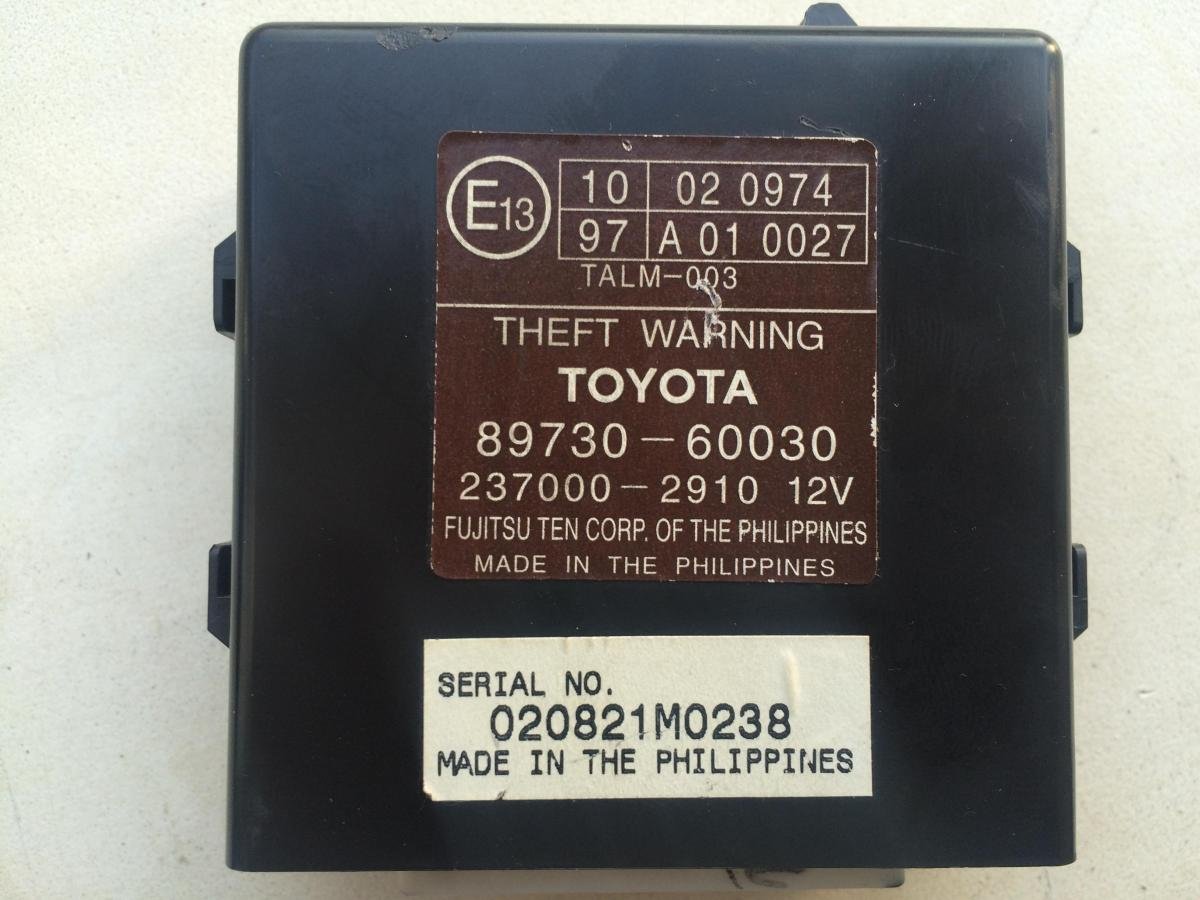 E13 10 02 0974
97 A 01 0027
TALM-003
THEFT WARNING
TOYOTA
89730-60030
237000-2910 12V
FUJITSU TEN CORP. OF THE PHILIPPINES
MADE IN THE PHILIPPINES
SERIAL NO.
020821M0238
MADE IN THE PHILIPPINES